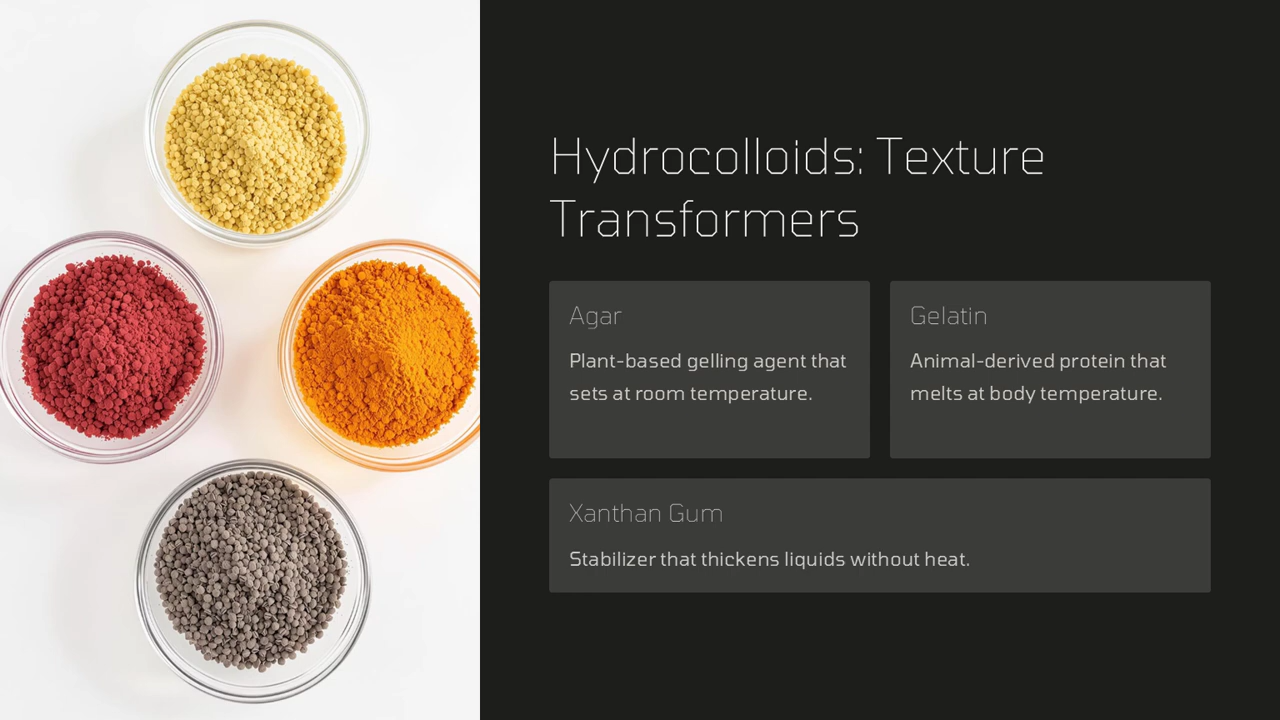 Hydrocolloids: Texture
Transformers
Agar
Plant-based gelling agent that
sets at room temperature.
Gelatin
Animal-derived protein that
melts at body temperature.
Xanthan Gum
Stabilizer that thickens liquids without heat.